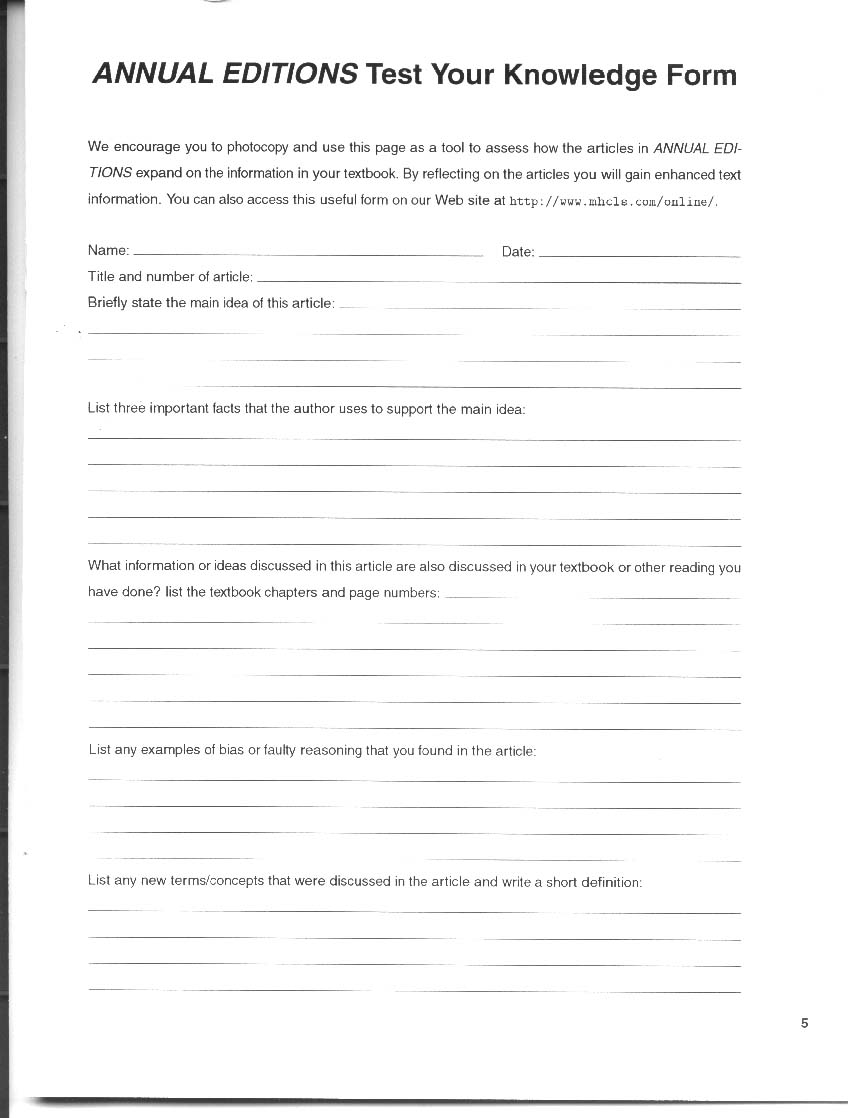 ANNUAL EDITIONS Test Your Knowledge Form
We encourage you to photocopy and use this page as a tool to assess how the articles in ANNUAL EDI-
TIONS expand on the information in your textbook. By reflecting on the articles you will gain enhanced text
information. You can also access this useful form on our Web site at http://www.mhcls.com/online/.
Name: Date:
Title and number of article:
Briefly state the main idea of this article:
List three important facts that the author uses to support the main idea:
What information or ideas discussed in this article are also discussed in your textbook or other reading you
have done? list the textbook chapters and page numbers:
List any examples of bias or faulty reasoning that you found in the article:
List any new terms/concepts that were discussed in the article and write a short definition:
5